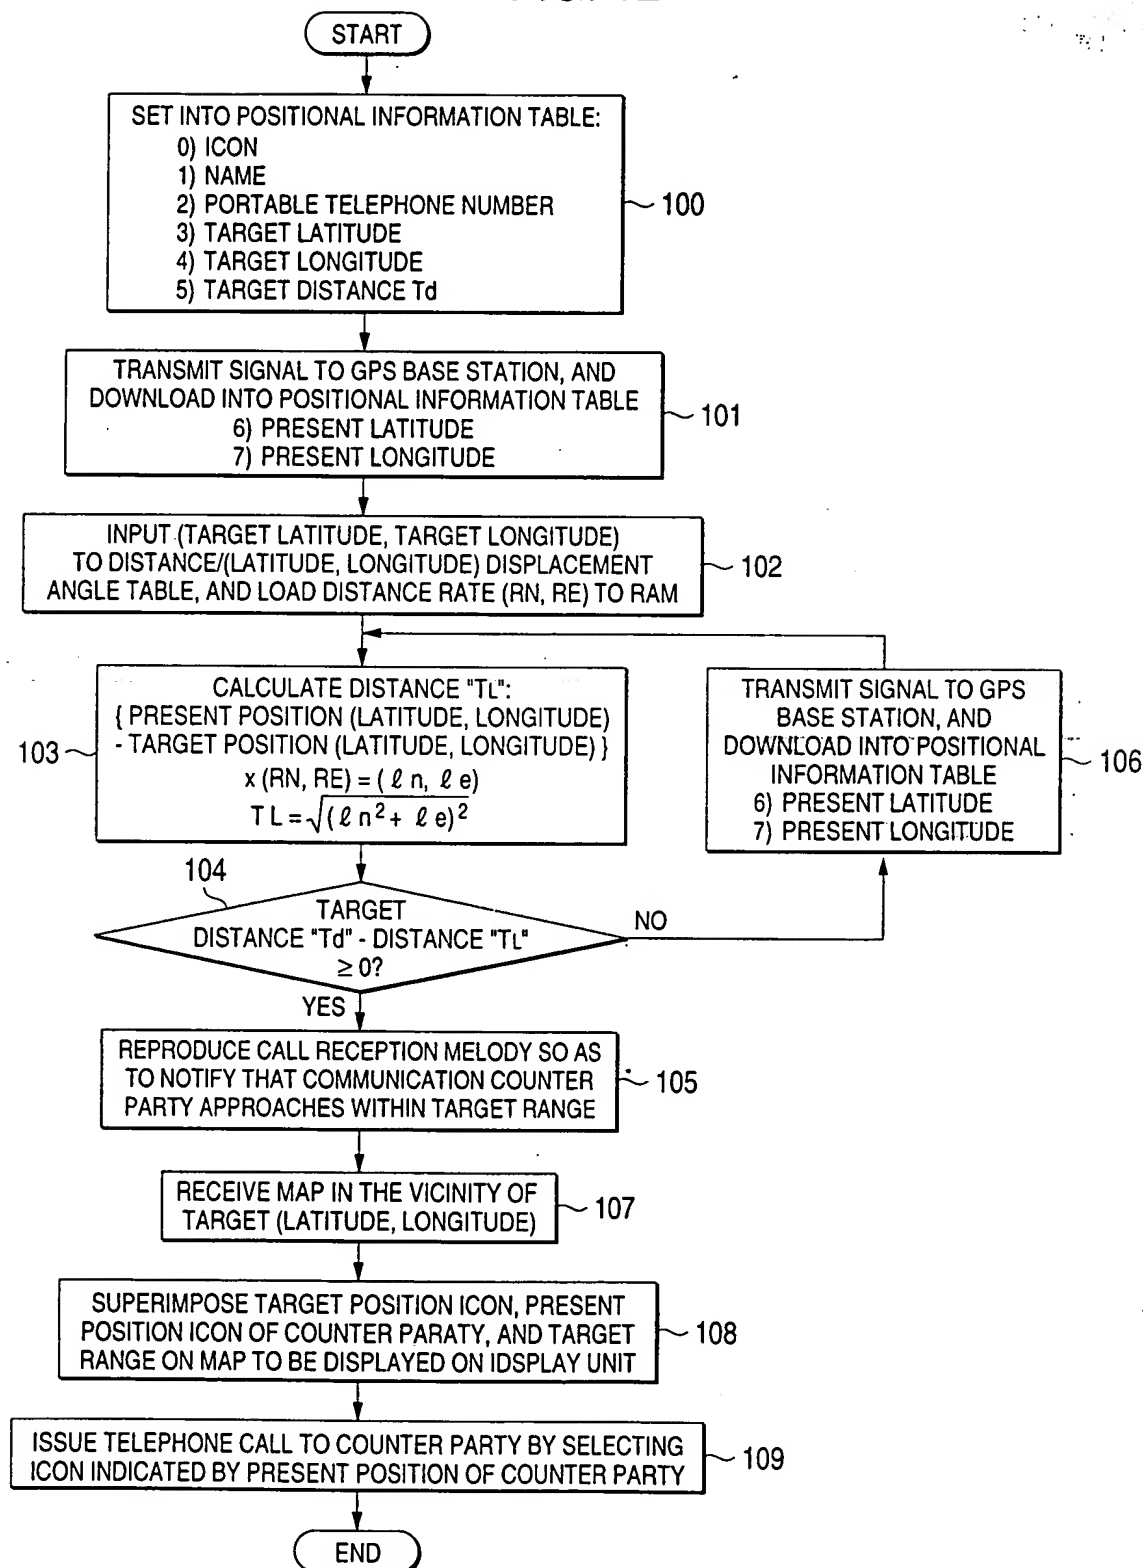 START
SET INTO POSITIONAL INFORMATION TABLE:
0) ICON
1) NAME
2) PORTABLE TELEPHONE NUMBER
3) TARGET LATITUDE
4) TARGET LONGITUDE
5) TARGET DISTANCE Td
100
TRANSMIT SIGNAL TO GPS BASE STATION, AND
DOWNLOAD INTO POSITIONAL INFORMATION TABLE
6) PRESENT LATITUDE
7) PRESENT LONGITUDE
101
INPUT (TARGET LATITUDE, TARGET LONGITUDE)
TO DISTANCE/(LATITUDE, LONGITUDE) DISPLACEMENT
ANGLE TABLE, AND LOAD DISTANCE RATE (RN, RE) TO RAM
102
CALCULATE DISTANCE "TL":
{ PRESENT POSITION (LATITUDE, LONGITUDE)
- TARGET POSITION (LATITUDE, LONGITUDE) }
x (RN, RE) = ( ℓ n, ℓ e)
TL = √( ℓ n² + ℓ e)²
103
TRANSMIT SIGNAL TO GPS
BASE STATION, AND
DOWNLOAD INTO POSITIONAL
INFORMATION TABLE
6) PRESENT LATITUDE
7) PRESENT LONGITUDE
106
104
TARGET
DISTANCE "Td" - DISTANCE "TL"
≥ 0?
NO
YES
REPRODUCE CALL RECEPTION MELODY SO AS
TO NOTIFY THAT COMMUNICATION COUNTER
PARTY APPROACHES WITHIN TARGET RANGE
105
RECEIVE MAP IN THE VICINITY OF
TARGET (LATITUDE, LONGITUDE)
107
SUPERIMPOSE TARGET POSITION ICON, PRESENT
POSITION ICON OF COUNTER PARATY, AND TARGET
RANGE ON MAP TO BE DISPLAYED ON IDSPLAY UNIT
108
ISSUE TELEPHONE CALL TO COUNTER PARTY BY SELECTING
ICON INDICATED BY PRESENT POSITION OF COUNTER PARTY
109
END